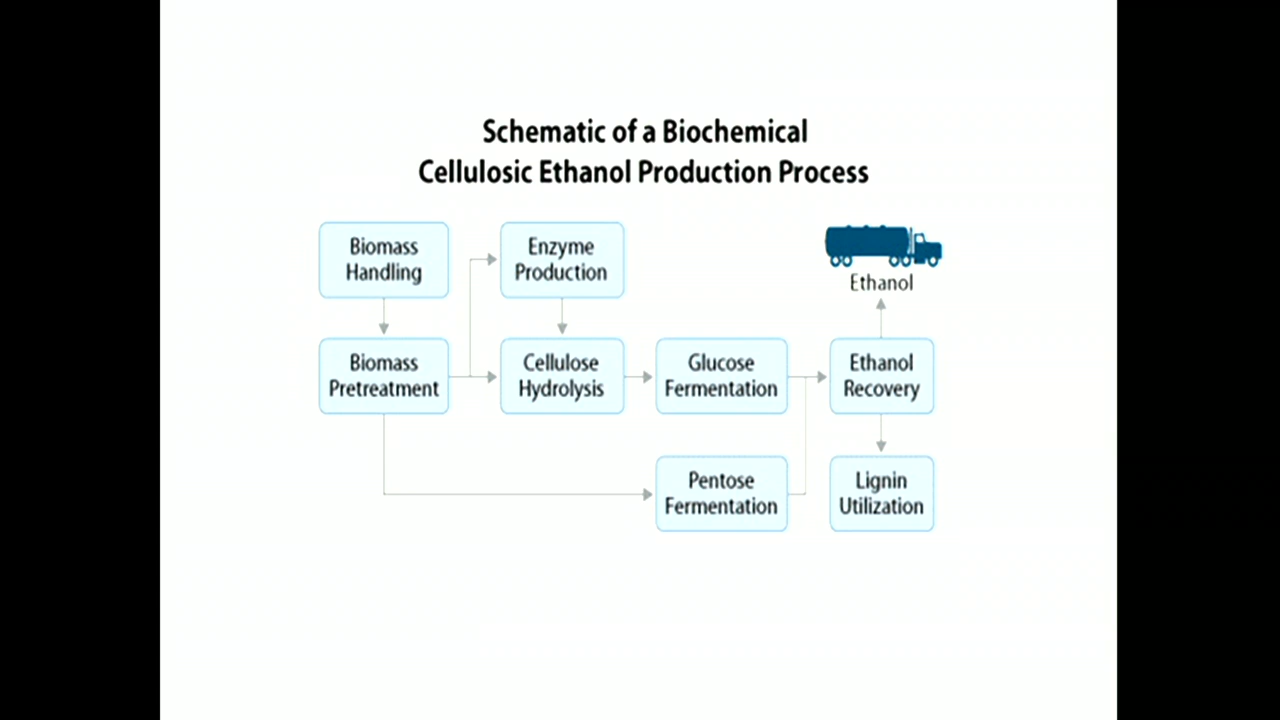 Schematic of a Biochemical
Cellulosic Ethanol Production Process
Biomass
Handling
Enzyme
Production
Ethanol
Biomass
Pretreatment
Cellulose
Hydrolysis
Glucose
Fermentation
Ethanol
Recovery
Pentose
Fermentation
Lignin
Utilization